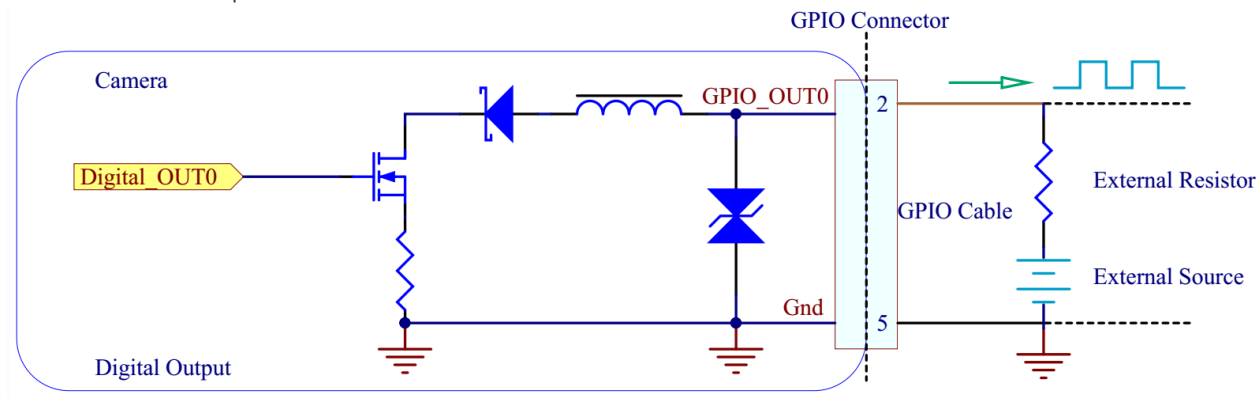 GPIO Connector
Camera
GPIO_OUT0
2
Digital_OUT0
External Resistor
GPIO Cable
External Source
Gnd
5
Digital Output